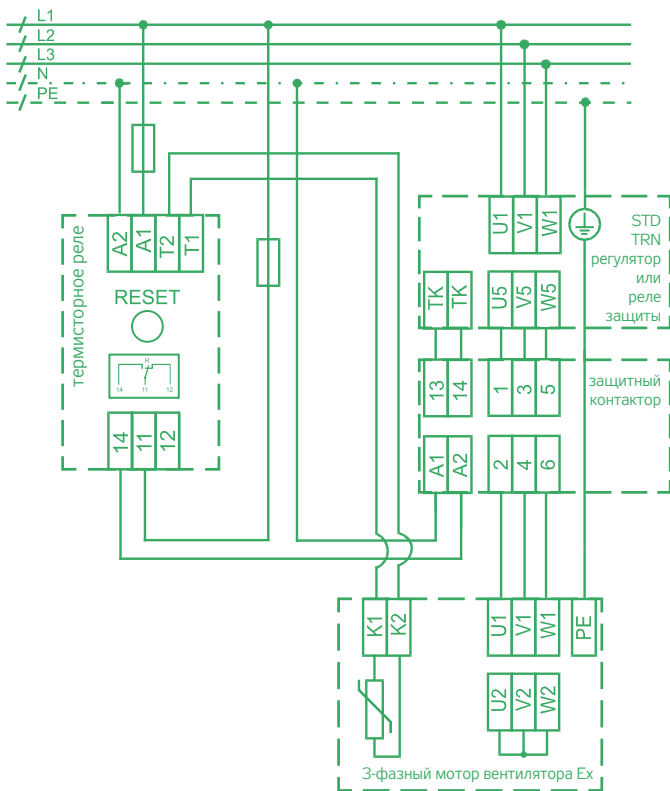 L1
L2
L3
N
PE
A2 A1 T2 T1
термисторное реле
RESET
R
14 11 12
14 11 12
U1 V1 W1
STD
TRN
регулятор
или
реле
защиты
TK TK
U5 V5 W5
13 14
1 3 5
защитный
контактор
A1 A2
2 4 6
K1 K2
U1 V1 W1
PE
U2 V2 W2
3-фазный мотор вентилятора Ex